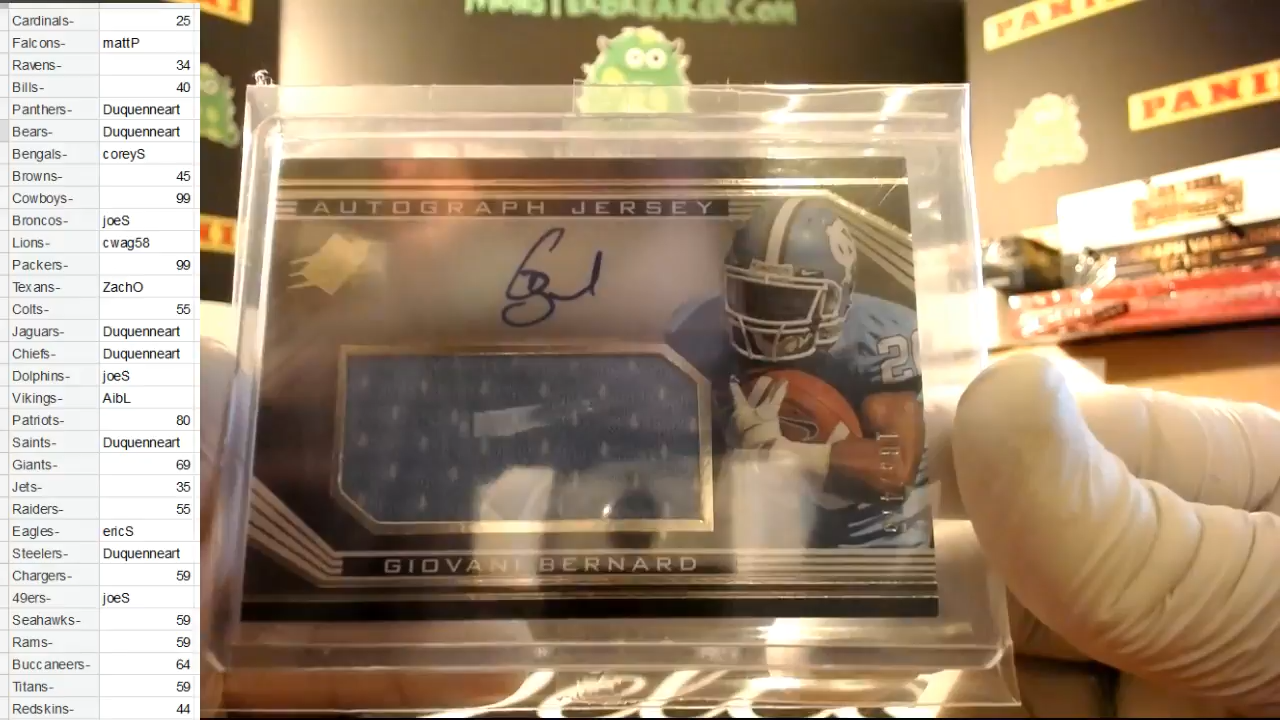 Cardinals- 25
Falcons- mattP
Ravens- 34
Bills- 40
Panthers- Duquenneart
Bears- Duquenneart
Bengals- coreyS
Browns- 45
Cowboys- 99
Broncos- joeS
Lions- cwag58
Packers- 99
Texans- ZachO
Colts- 55
Jaguars- Duquenneart
Chiefs- Duquenneart
Dolphins- joeS
Vikings- AibL
Patriots- 80
Saints- Duquenneart
Giants- 69
Jets- 35
Raiders- 55
Eagles- ericS
Steelers- Duquenneart
Chargers- 59
49ers- joeS
Seahawks- 59
Rams- 59
Buccaneers- 64
Titans- 59
Redskins- 44
MONSTERBREAKER.COM
PANINI
PANINI
AUTOGRAPH JERSEY
GIOVANI BERNARD